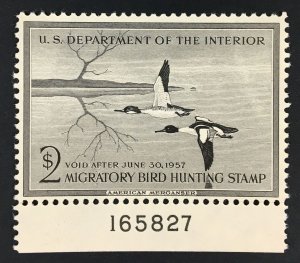 U. S. DEPARTMENT OF THE INTERIOR
$2
VOID AFTER JUNE 30, 1957
MIGRATORY BIRD HUNTING STAMP
AMERICAN MERGANSER
165827